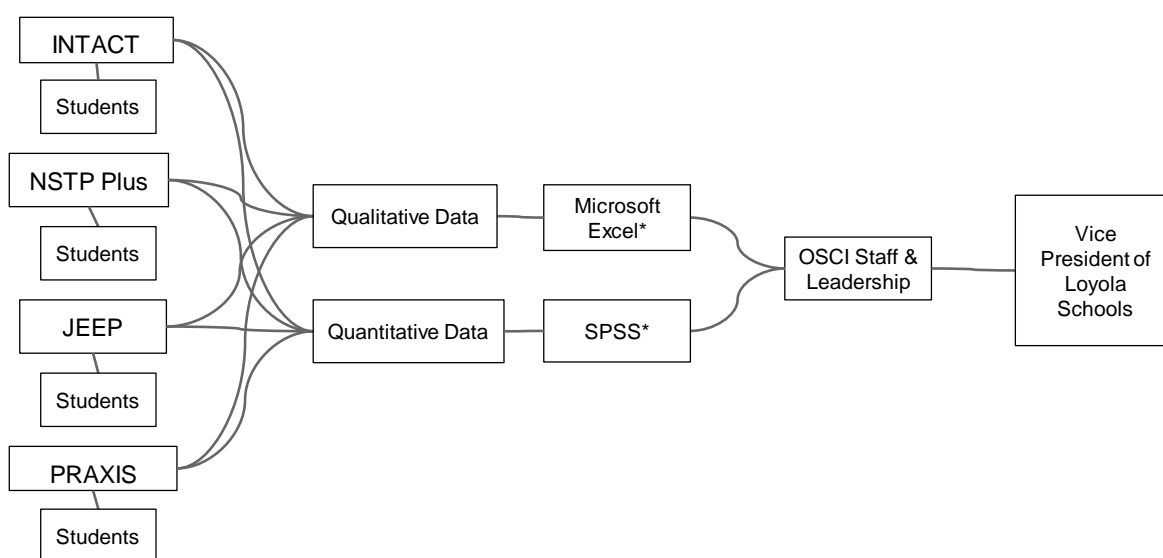 INTACT
Students
NSTP Plus
Students
JEEP
Students
PRAXIS
Students
Qualitative Data
Quantitative Data
Microsoft
Excel*
SPSS*
OSCI Staff &
Leadership
Vice
President of
Loyola
Schools